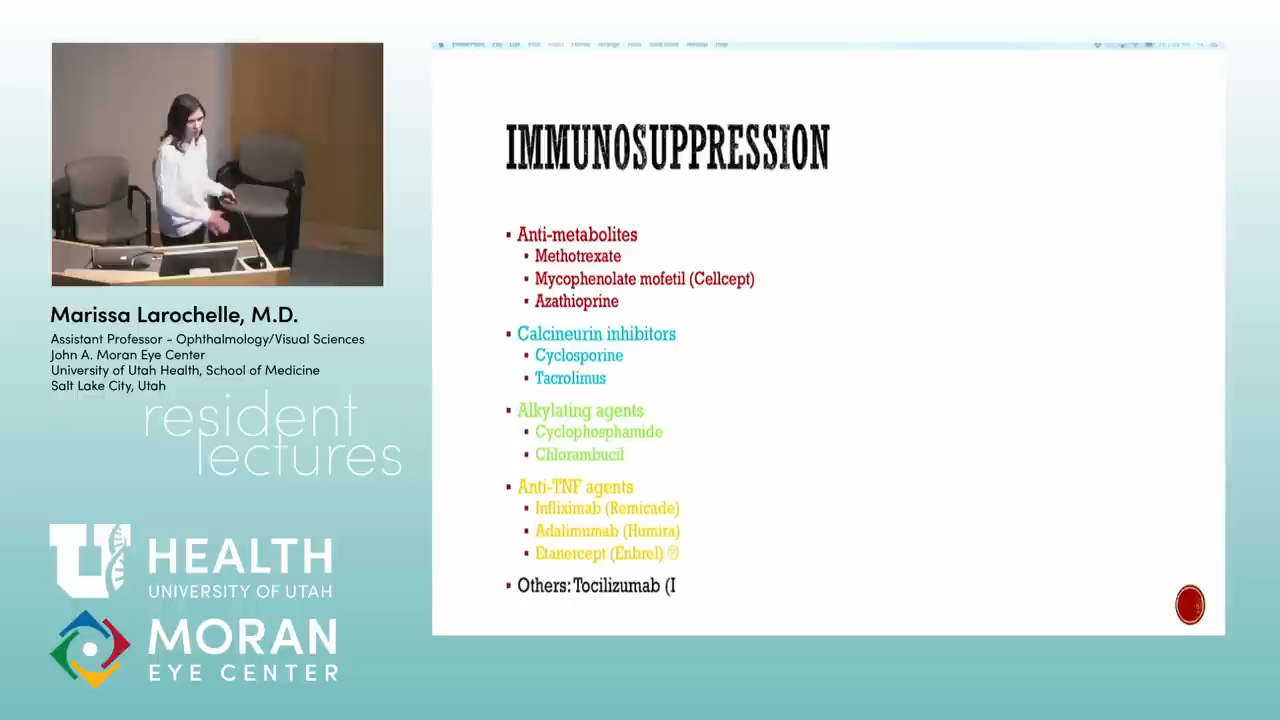 IMMUNOSUPPRESSION
Anti-metabolites
Methotrexate
Mycophenolate mofetil (Cellcept)
Azathioprine
Calcineurin inhibitors
Cyclosporine
Tacrolimus
Alkylating agents
Cyclophosphamide
Chlorambucil
Anti-TNF agents
Infliximab (Remicade)
Adalimumab (Humira)
Etanercept (Enbrel) ☹
Others: Tocilizumab (I
Marissa Larochelle, M.D.
Assistant Professor - Ophthalmology/Visual Sciences
John A. Moran Eye Center
University of Utah Health, School of Medicine
Salt Lake City, Utah
resident
lectures
U HEALTH
UNIVERSITY OF UTAH
MORAN
EYE CENTER